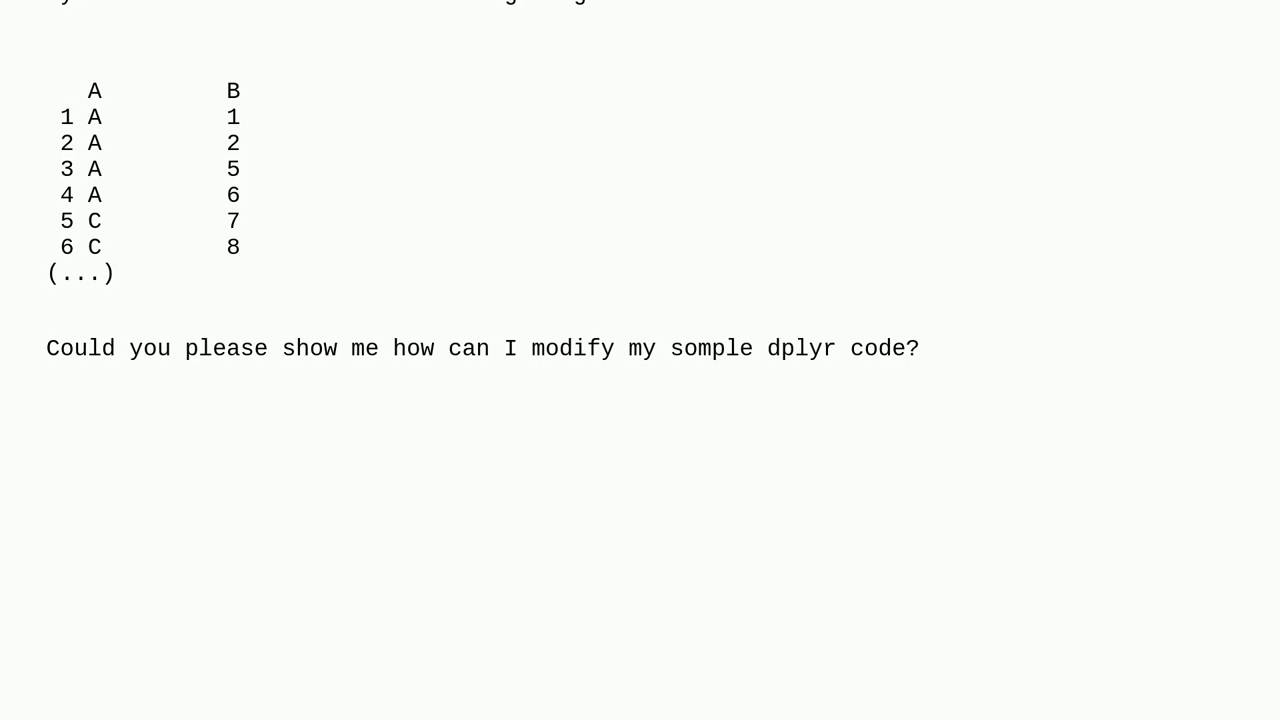 A B
1 A 1
2 A 2
3 A 5
4 A 6
5 C 7
6 C 8
(...)
Could you please show me how can I modify my somple dplyr code?